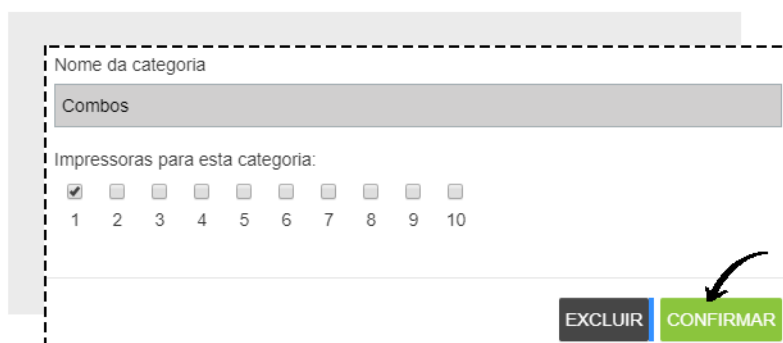 Nome da categoria
Combos
Impressoras para esta categoria:
1 2 3 4 5 6 7 8 9 10
EXCLUIR CONFIRMAR